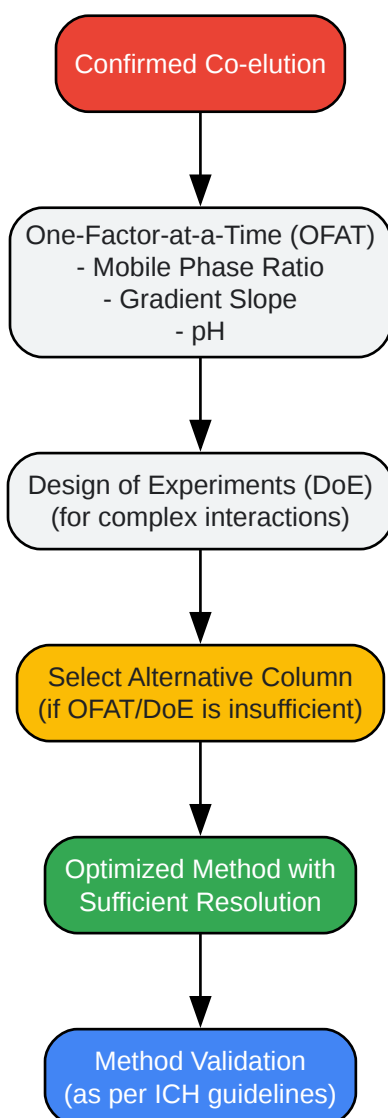 Confirmed Co-elution
One-Factor-at-a-Time (OFAT)
- Mobile Phase Ratio
- Gradient Slope
- pH
Design of Experiments (DoE)
(for complex interactions)
Select Alternative Column
(if OFAT/DoE is insufficient)
Optimized Method with
Sufficient Resolution
Method Validation
(as per ICH guidelines)